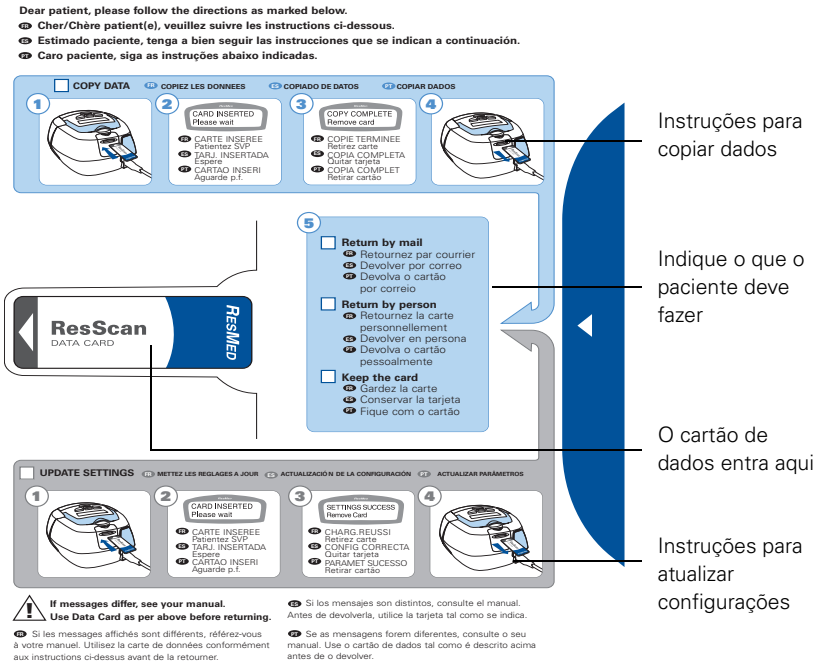 Dear patient, please follow the directions as marked below.
FR Cher/Chère patient(e), veuillez suivre les instructions ci-dessous.
ES Estimado paciente, tenga a bien seguir las instrucciones que se indican a continuación.
PT Caro paciente, siga as instruções abaixo indicadas.
COPY DATA FR COPIEZ LES DONNEES ES COPIADO DE DATOS PT COPIAR DADOS
1
2
CARD INSERTED
Please wait
FR CARTE INSEREE
Patientez SVP
ES TARJ. INSERTADA
Espere
PT CARTAO INSERI
Aguarde p.f.
3
COPY COMPLETE
Remove card
FR COPIE TERMINEE
Retirez carte
ES COPIA COMPLETA
Quitar tarjeta
PT COPIA COMPLET
Retirar cartão
4
Instruções para
copiar dados
5
Return by mail
FR Retournez par courrier
ES Devolver por correo
PT Devolva o cartão
por correio
Return by person
FR Retournez la carte
personnellement
ES Devolver en persona
PT Devolva o cartão
pessoalmente
Keep the card
FR Gardez la carte
ES Conservar la tarjeta
PT Fique com o cartão
Indique o que o
paciente deve
fazer
ResScan
DATA CARD
RESMED
O cartão de
dados entra aqui
UPDATE SETTINGS FR METTEZ LES REGLAGES A JOUR ES ACTUALIZACIÓN DE LA CONFIGURACIÓN PT ACTUALIZAR PARÂMETROS
1
2
CARD INSERTED
Please wait
FR CARTE INSEREE
Patientez SVP
ES TARJ. INSERTADA
Espere
PT CARTAO INSERI
Aguarde p.f.
3
SETTINGS SUCCESS
Remove Card
FR CHARG.REUSSI
Retirez carte
ES CONFIG CORRECTA
Quitar tarjeta
PT PARAMET SUCESSO
Retirar cartão
4
Instruções para
atualizar
configurações
! If messages differ, see your manual.
Use Data Card as per above before returning.
FR Si les messages affichés sont différents, référez-vous
à votre manuel. Utilisez la carte de données conformément
aux instructions ci-dessus avant de la retourner.
ES Si los mensajes son distintos, consulte el manual.
Antes de devolverla, utilice la tarjeta tal como se indica.
PT Se as mensagens forem diferentes, consulte o seu
manual. Use o cartão de dados tal como é descrito acima
antes de o devolver.